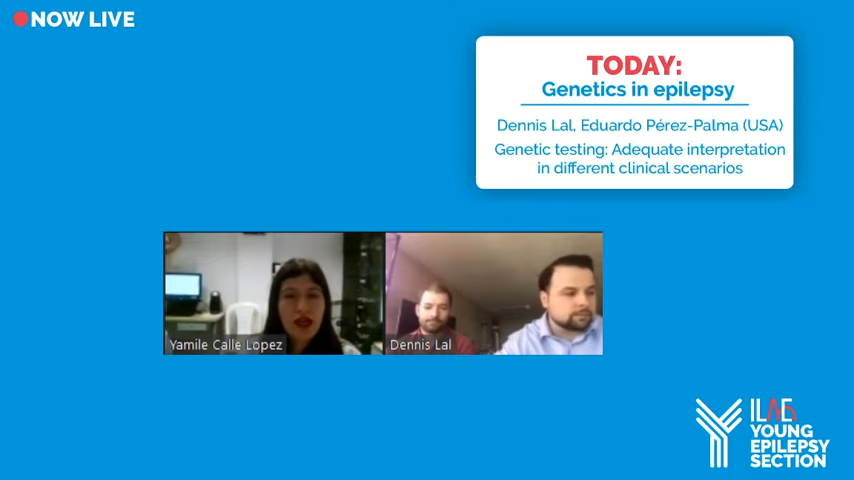 NOW LIVE
TODAY:
Genetics in epilepsy
Dennis Lal, Eduardo Pérez-Palma (USA)
Genetic testing: Adequate interpretation
in different clinical scenarios
Yamile Calle Lopez
Dennis Lal
ILAE
YOUNG
EPILEPSY
SECTION